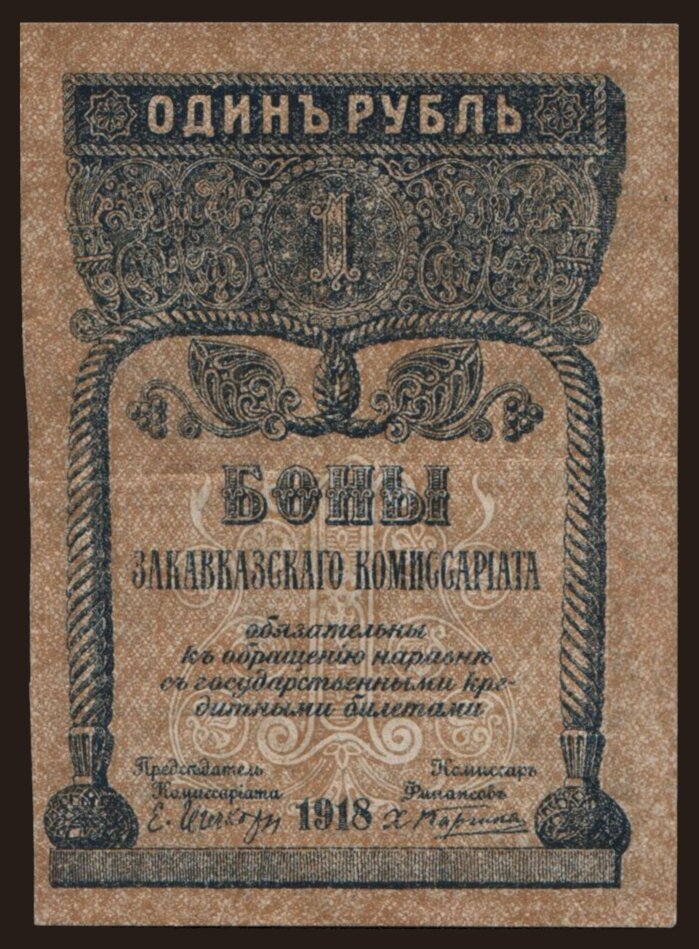 ОДИНЪ РУБЛЬ
1
БОНЫ
ЗАКАВКАЗСКАГО КОМИССАРІАТА
обязательны
къ обращенію наравнѣ
съ государственными кре-
дитными билетами
Предсѣдатель
Комиссаріата
Комиссаръ
Финансовъ
1918